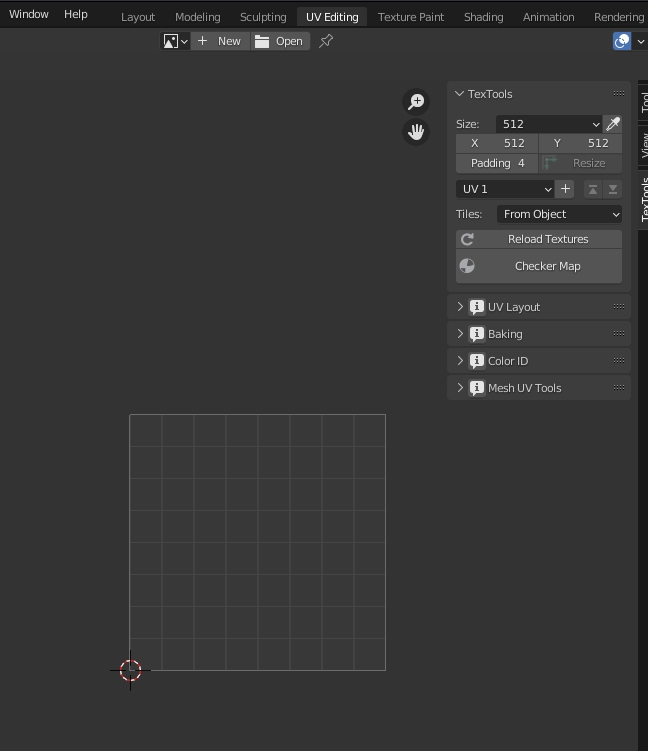 Window Help Layout Modeling Sculpting UV Editing Texture Paint Shading Animation Rendering
New Open
TexTools
Size: 512
X 512 Y 512
Padding 4 Resize
UV 1
Tiles: From Object
Reload Textures
Checker Map
UV Layout
Baking
Color ID
Mesh UV Tools
Tool
View
TexTools